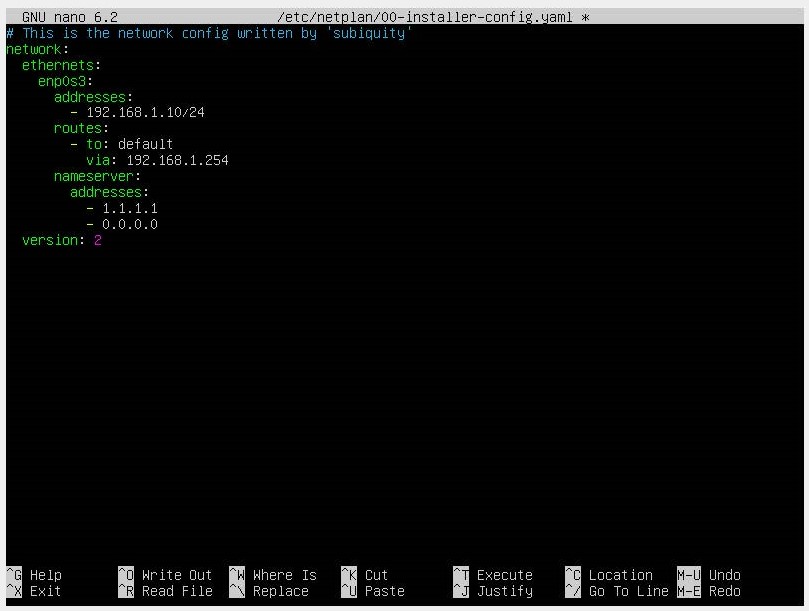 GNU nano 6.2 /etc/netplan/00-installer-config.yaml *
# This is the network config written by 'subiquity'
network:
  ethernets:
    enp0s3:
      addresses:
        - 192.168.1.10/24
      routes:
        - to: default
          via: 192.168.1.254
      nameserver:
        addresses:
          - 1.1.1.1
          - 0.0.0.0
  version: 2
^G Help ^O Write Out ^W Where Is ^K Cut ^T Execute ^C Location M-U Undo
^X Exit ^R Read File ^\ Replace ^U Paste ^J Justify ^/ Go To Line M-E Redo